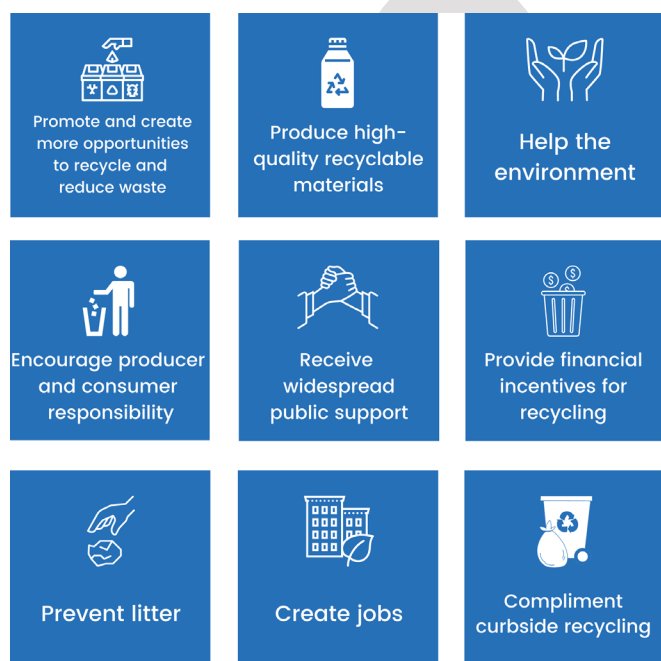 Promote and create
more opportunities
to recycle and
reduce waste
Produce high-
quality recyclable
materials
Help the
environment
Encourage producer
and consumer
responsibility
Receive
widespread
public support
Provide financial
incentives for
recycling
Prevent litter
Create jobs
Compliment
curbside recycling